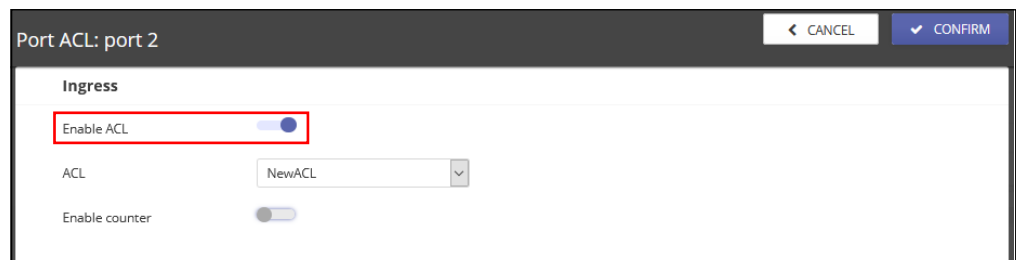 Port ACL: port 2
CANCEL
CONFIRM
Ingress
Enable ACL
ACL NewACL
Enable counter